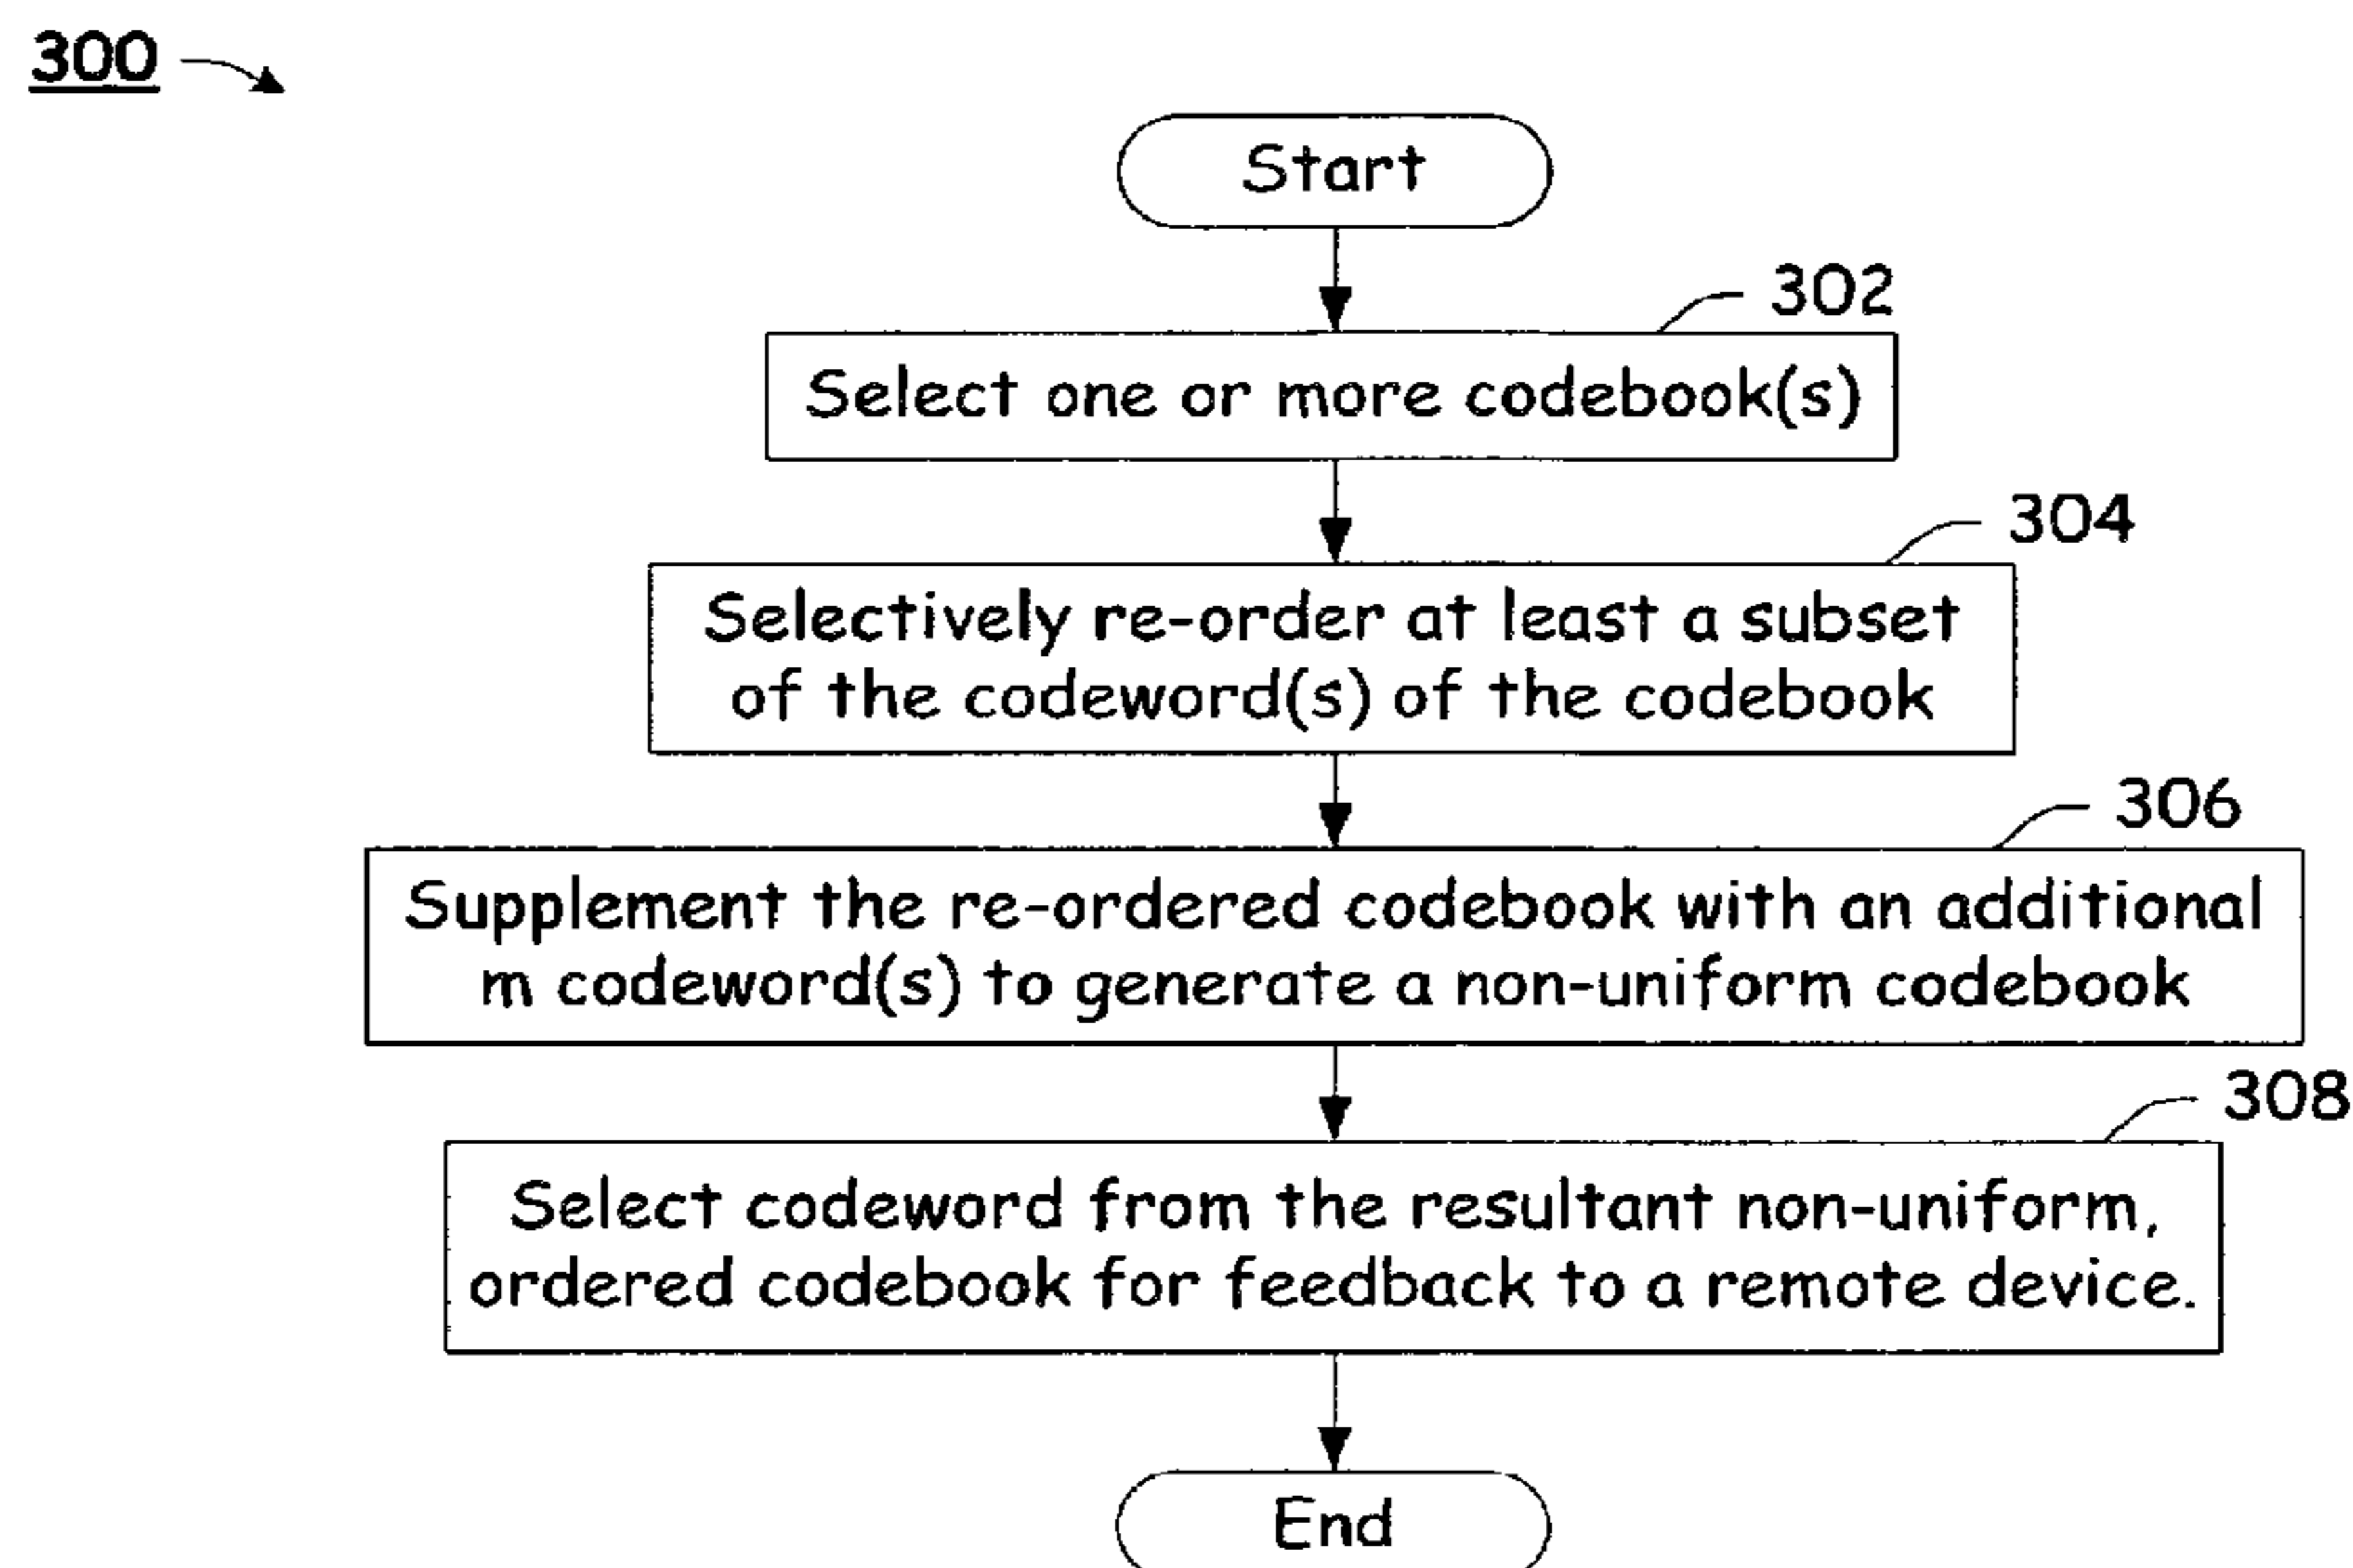 300
Start
302
Select one or more codebook(s)
304
Selectively re-order at least a subset
of the codeword(s) of the codebook
306
Supplement the re-ordered codebook with an additional
m codeword(s) to generate a non-uniform codebook
308
Select codeword from the resultant non-uniform,
ordered codebook for feedback to a remote device.
End